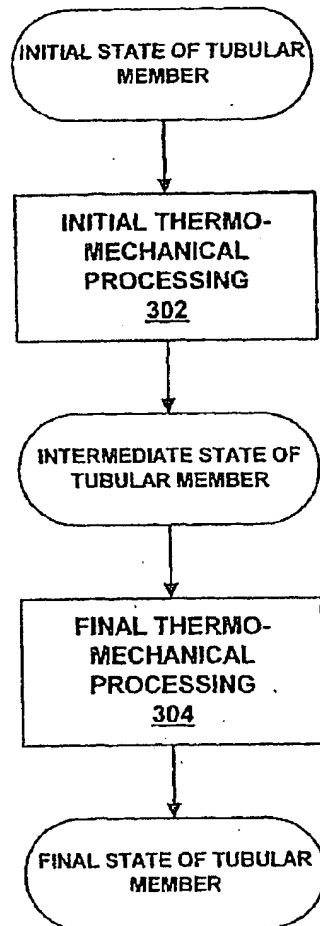 INITIAL STATE OF TUBULAR
MEMBER
INITIAL THERMO-
MECHANICAL
PROCESSING
302
INTERMEDIATE STATE OF
TUBULAR MEMBER
FINAL THERMO-
MECHANICAL
PROCESSING
304
FINAL STATE OF TUBULAR
MEMBER